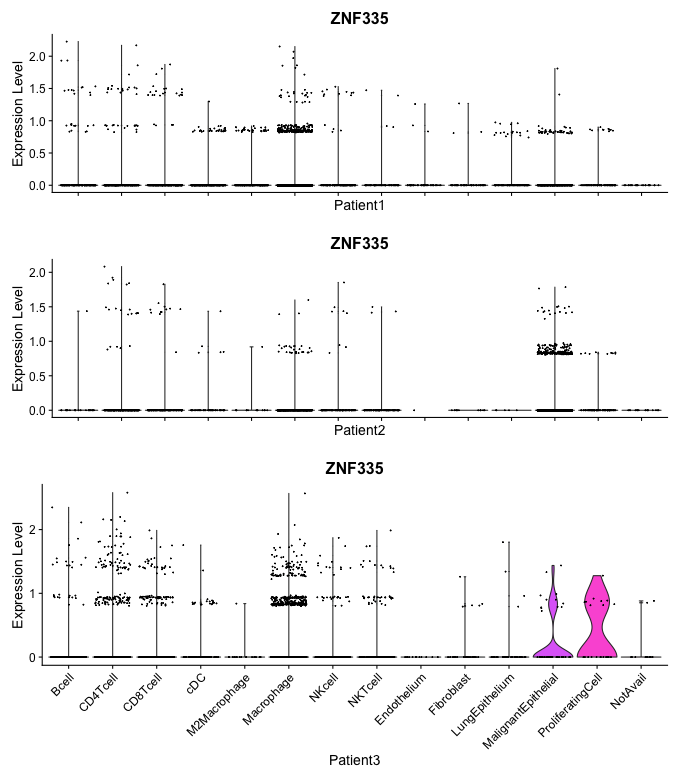 ZNF335
Expression Level
2.0
1.5
1.0
0.5
0.0
Patient1
ZNF335
Expression Level
2.0
1.5
1.0
0.5
0.0
Patient2
ZNF335
Expression Level
2
1
0
Bcell
CD4Tcell
CD8Tcell
cDC
M2Macrophage
Macrophage
NKcell
NKTcell
Endothelium
Fibroblast
LungEpithelium
MalignantEpithelial
ProliferatingCell
NotAvail
Patient3